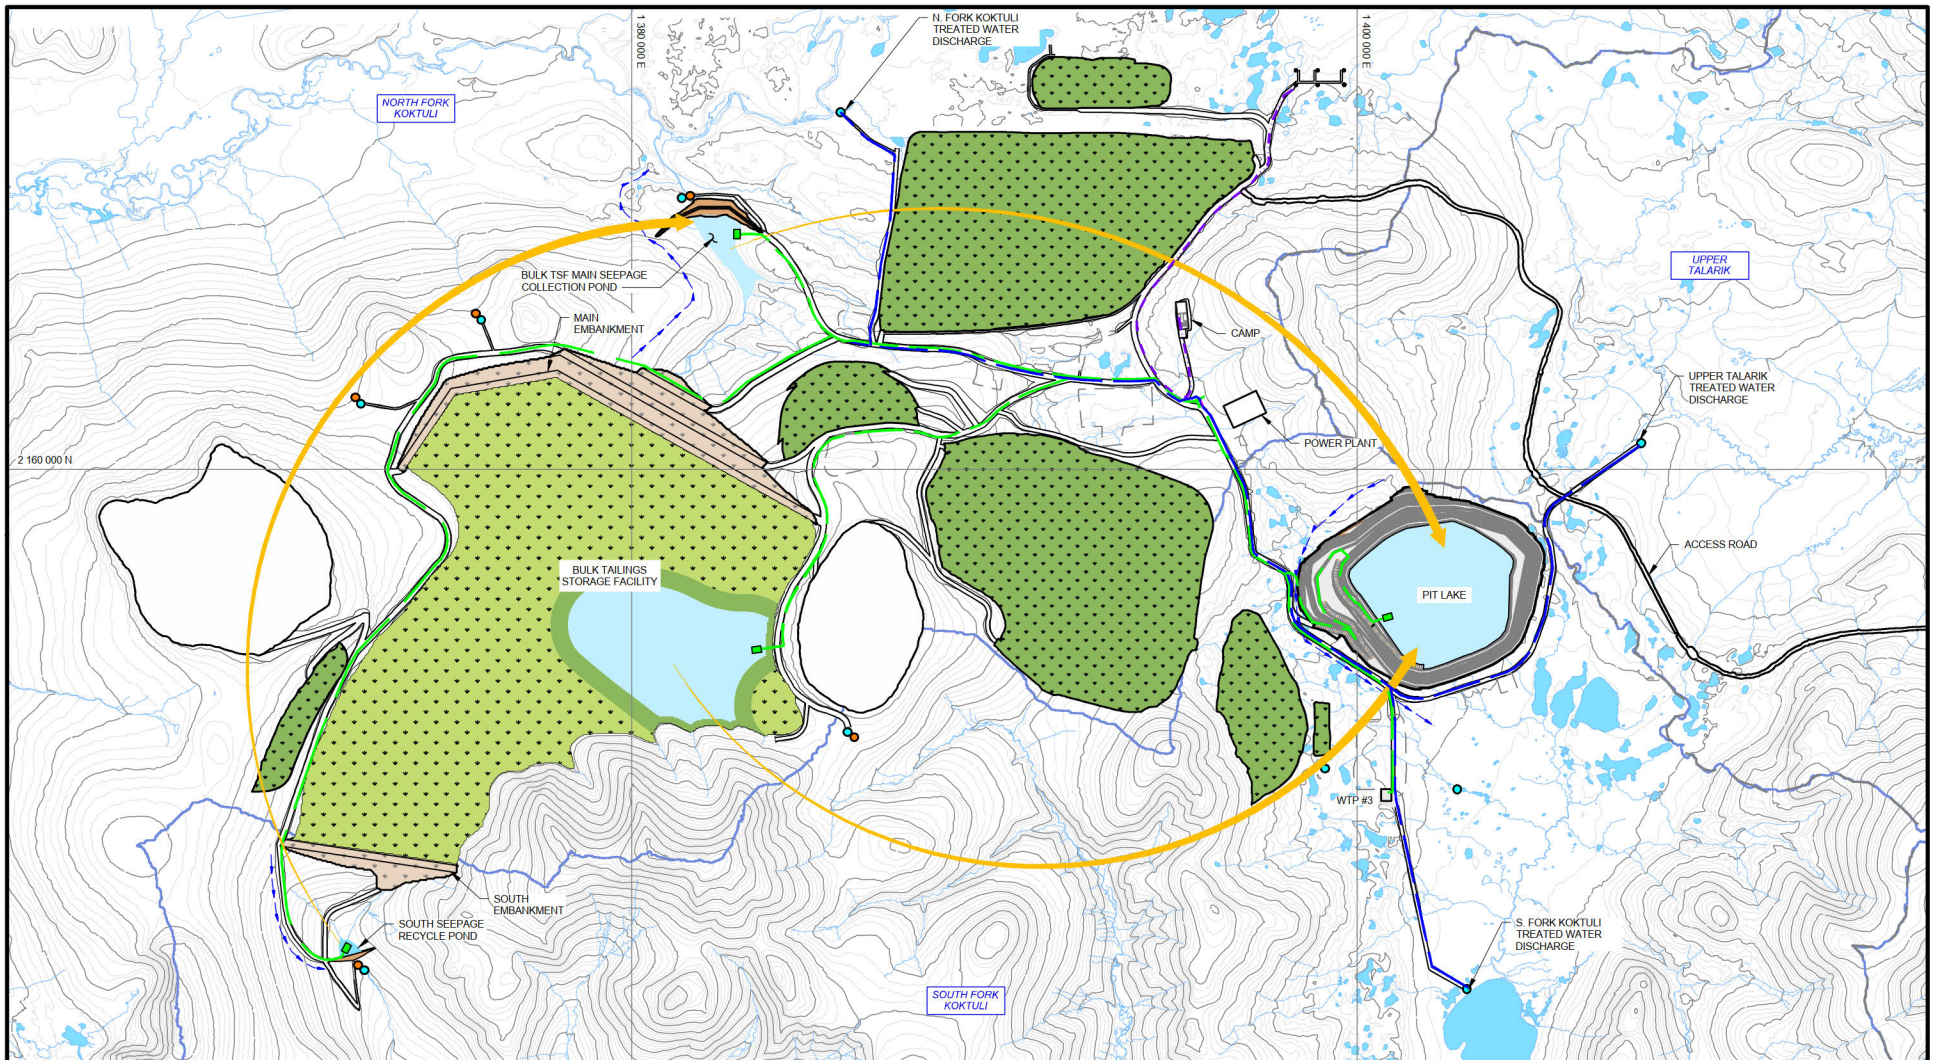 N. FORK KOKTULI
TREATED WATER
DISCHARGE
1 380 000 E
1 400 000 E
NORTH FORK
KOKTULI
UPPER
TALARIK
BULK TSF MAIN SEEPAGE
COLLECTION POND
MAIN
EMBANKMENT
CAMP
UPPER TALARIK
TREATED WATER
DISCHARGE
POWER PLANT
2 160 000 N
ACCESS ROAD
BULK TAILINGS
STORAGE FACILITY
PIT LAKE
WTP #3
SOUTH
EMBANKMENT
SOUTH SEEPAGE
RECYCLE POND
S. FORK KOKTULI
TREATED WATER
DISCHARGE
SOUTH FORK
KOKTULI